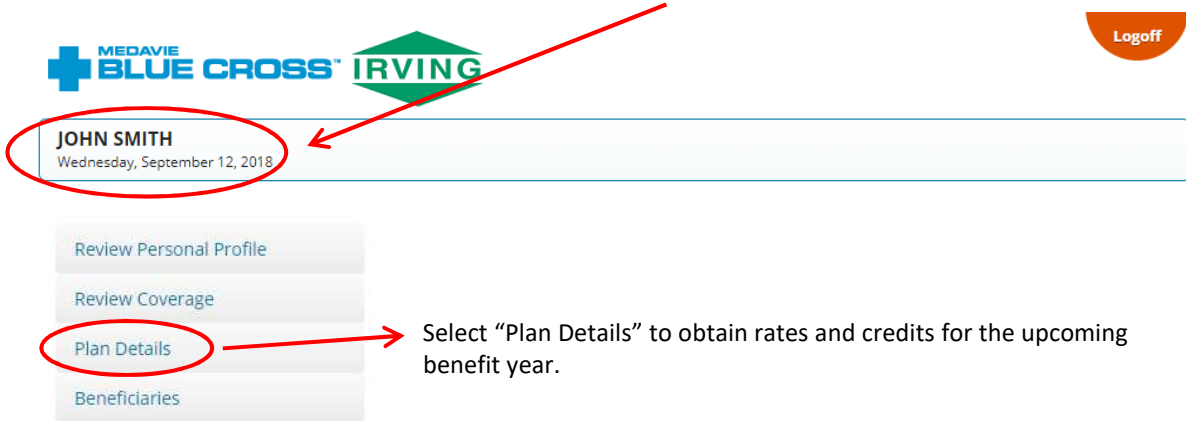 Logoff
MEDAVIE
BLUE CROSS™ IRVING
JOHN SMITH
Wednesday, September 12, 2018
Review Personal Profile
Review Coverage
Plan Details
Select “Plan Details” to obtain rates and credits for the upcoming
benefit year.
Beneficiaries